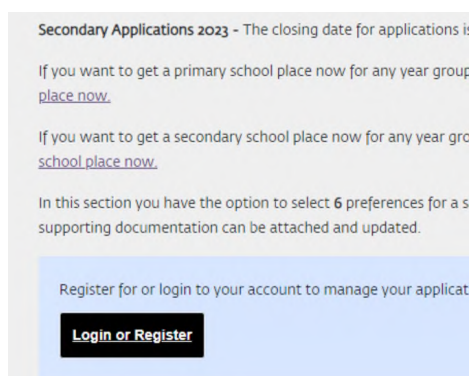 Secondary Applications 2023 - The closing date for applications is
If you want to get a primary school place now for any year group
place now.
If you want to get a secondary school place now for any year gro
school place now.
In this section you have the option to select 6 preferences for a s
supporting documentation can be attached and updated.
Register for or login to your account to manage your applicat
Login or Register